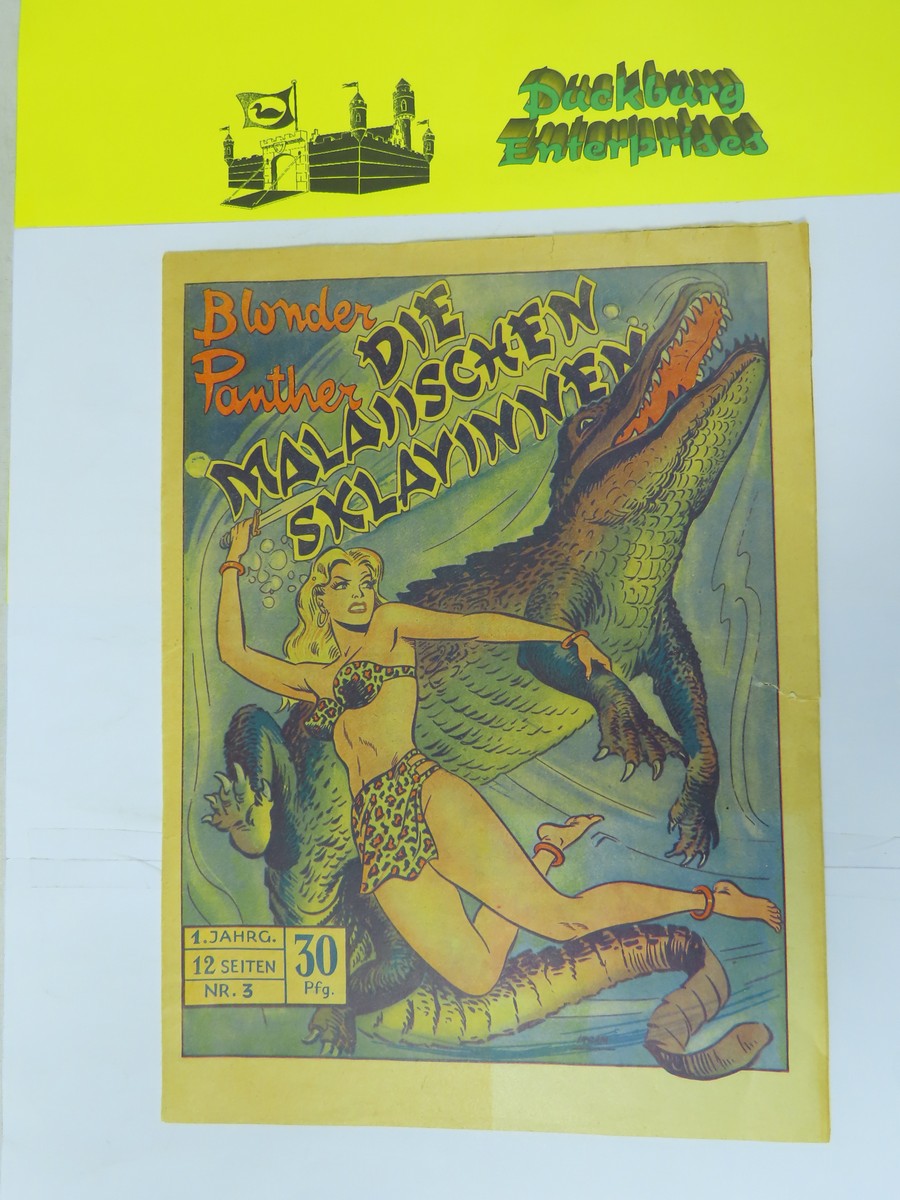 Duckburg
Enterprises
Blonder
Panther
DIE
MALAIISCHEN
SKLAVINNEN
1. JAHRG.
12 SEITEN
NR. 3
30
Pfg.